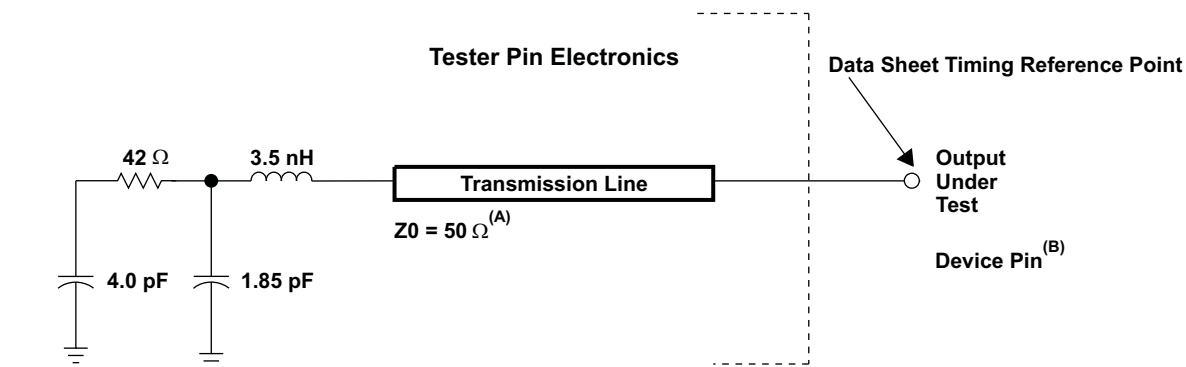 Tester Pin Electronics
Data Sheet Timing Reference Point
42 Ω
3.5 nH
Transmission Line
Z0 = 50 Ω(A)
Output
Under
Test
Device Pin(B)
4.0 pF
1.85 pF